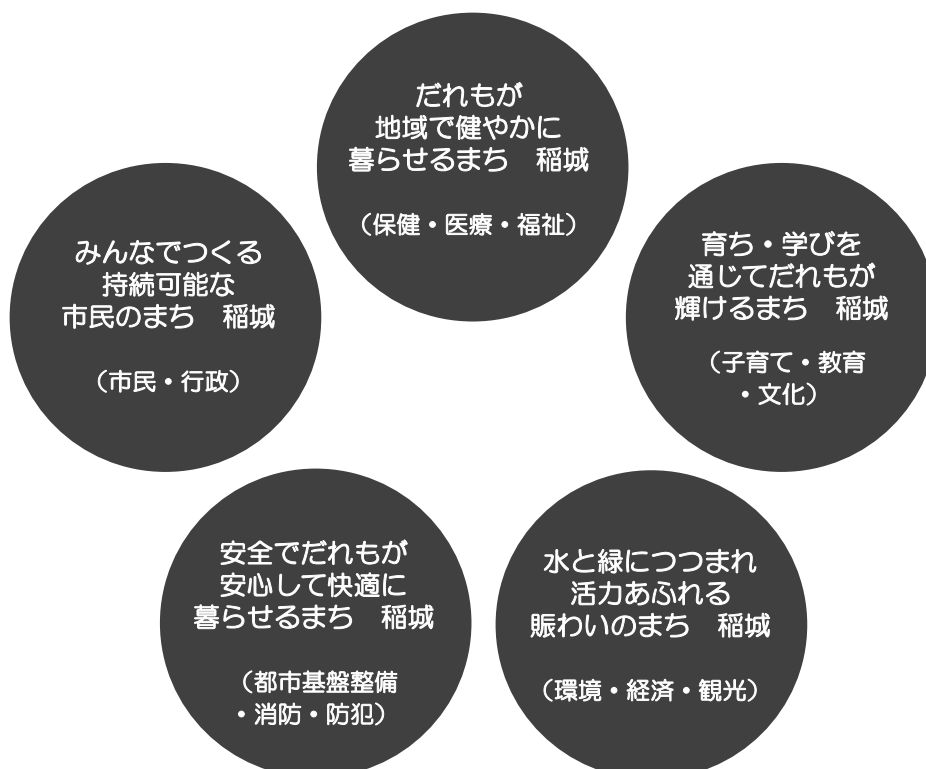 だれもが
地域で健やかに
暮らせるまち　稲城
（保健・医療・福祉）
育ち・学びを
通じてだれもが
輝けるまち　稲城
（子育て・教育
・文化）
水と緑につつまれ
活力あふれる
賑わいのまち　稲城
（環境・経済・観光）
安全でだれもが
安心して快適に
暮らせるまち　稲城
（都市基盤整備
・消防・防犯）
みんなでつくる
持続可能な
市民のまち　稲城
（市民・行政）